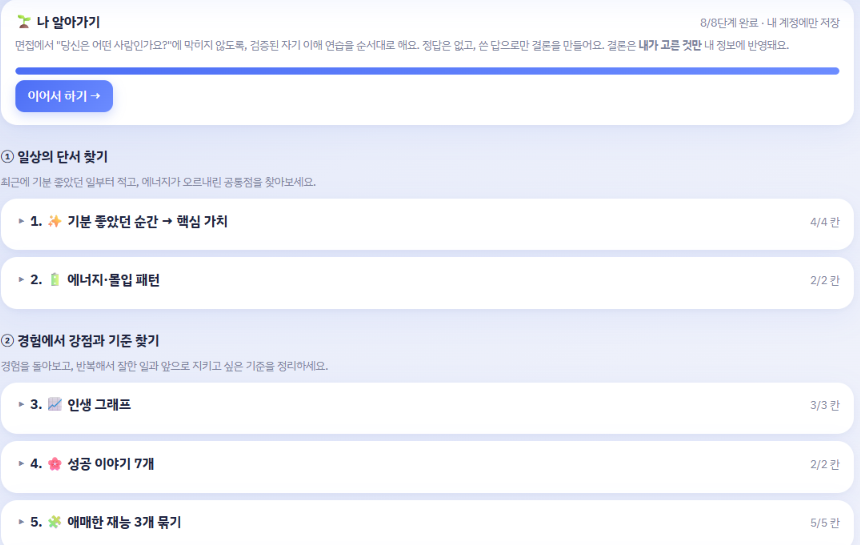 나 알아가기
8/8단계 완료 · 내 계정에만 저장
면접에서 "당신은 어떤 사람인가요?"에 막히지 않도록, 검증된 자기 이해 연습을 순서대로 해요. 정답은 없고, 쓴 답으로만 결론을 만들어요. 결론은 내가 고른 것만 내 정보에 반영돼요.
이어서 하기 →
① 일상의 단서 찾기
최근에 기분 좋았던 일부터 적고, 에너지가 오르내린 공통점을 찾아보세요.
▸ 1. ✨ 기분 좋았던 순간 → 핵심 가치
4/4 칸
▸ 2. 🔋 에너지·몰입 패턴
2/2 칸
② 경험에서 강점과 기준 찾기
경험을 돌아보고, 반복해서 잘한 일과 앞으로 지키고 싶은 기준을 정리하세요.
▸ 3. 📈 인생 그래프
3/3 칸
▸ 4. 🌸 성공 이야기 7개
2/2 칸
▸ 5. 🧩 애매한 재능 3개 묶기
5/5 칸